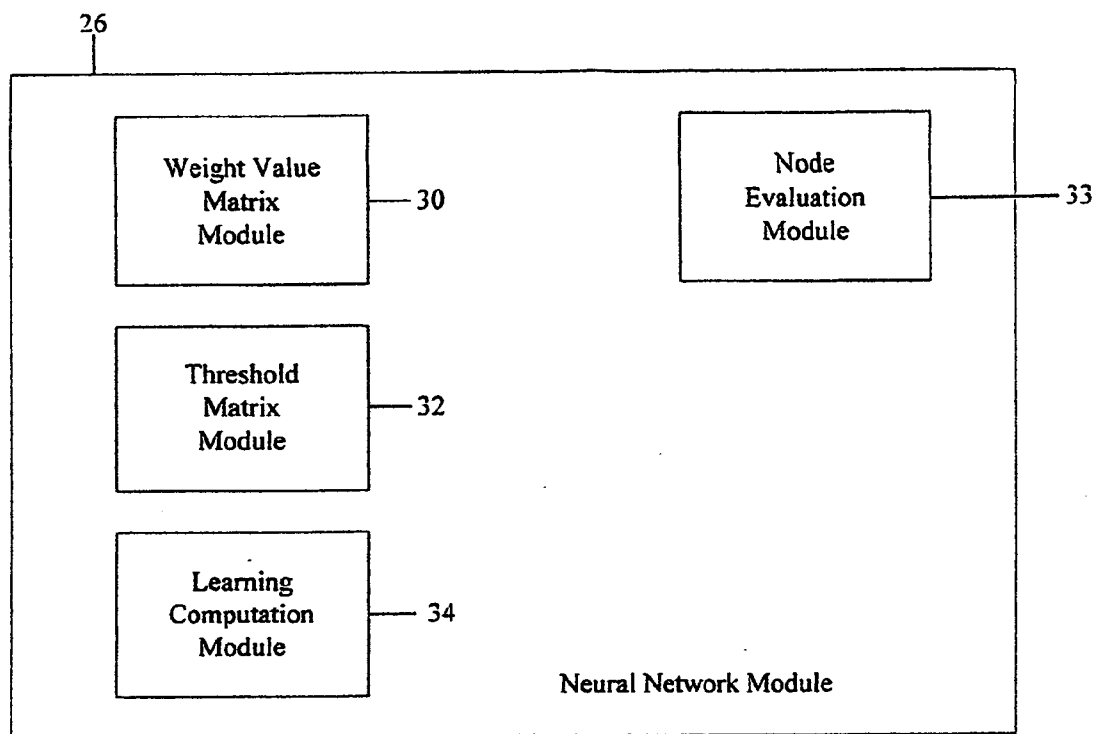 26
Weight Value
Matrix
Module
30
Node
Evaluation
Module
33
Threshold
Matrix
Module
32
Learning
Computation
Module
34
Neural Network Module